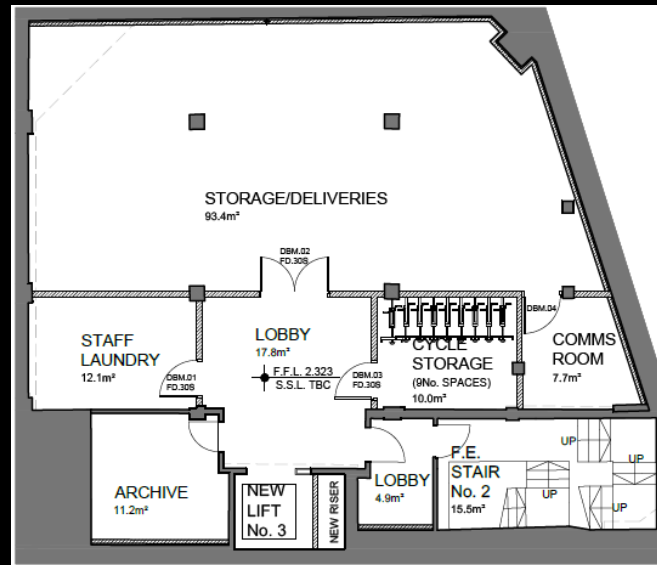 STORAGE/DELIVERIES
93.4m²
DBM.02
FD.30S
STAFF
LAUNDRY
12.1m²
DBM.01
FD.30S
LOBBY
17.8m²
F.F.L. 2.323
S.S.L. TBC
DBM.03
FD.30S
CYCLE
STORAGE
(9No. SPACES)
10.0m²
DBM.04
COMMS
ROOM
7.7m²
ARCHIVE
11.2m²
NEW
LIFT
No. 3
NEW RISER
LOBBY
4.9m²
F.E.
STAIR
No. 2
15.5m²
UP
UP
UP
UP